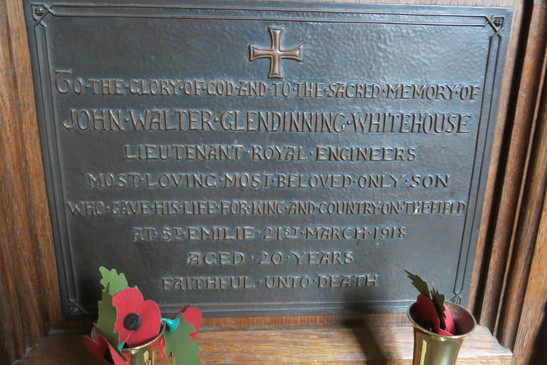 TO·THE·GLORY·OF·GOD·AND·TO·THE·SACRED·MEMORY·OF
JOHN·WALTER·GLENDINNING·WHITEHOUSE
LIEUTENANT·ROYAL·ENGINEERS
MOST·LOVING·MOST·BELOVED·ONLY·SON
WHO·GAVE·HIS·LIFE·FOR·KING·AND·COUNTRY·ON·THE·FIELD
AT·ST·EMILIE·21ST·MARCH·1918
AGED·20·YEARS
FAITHFUL·UNTO·DEATH